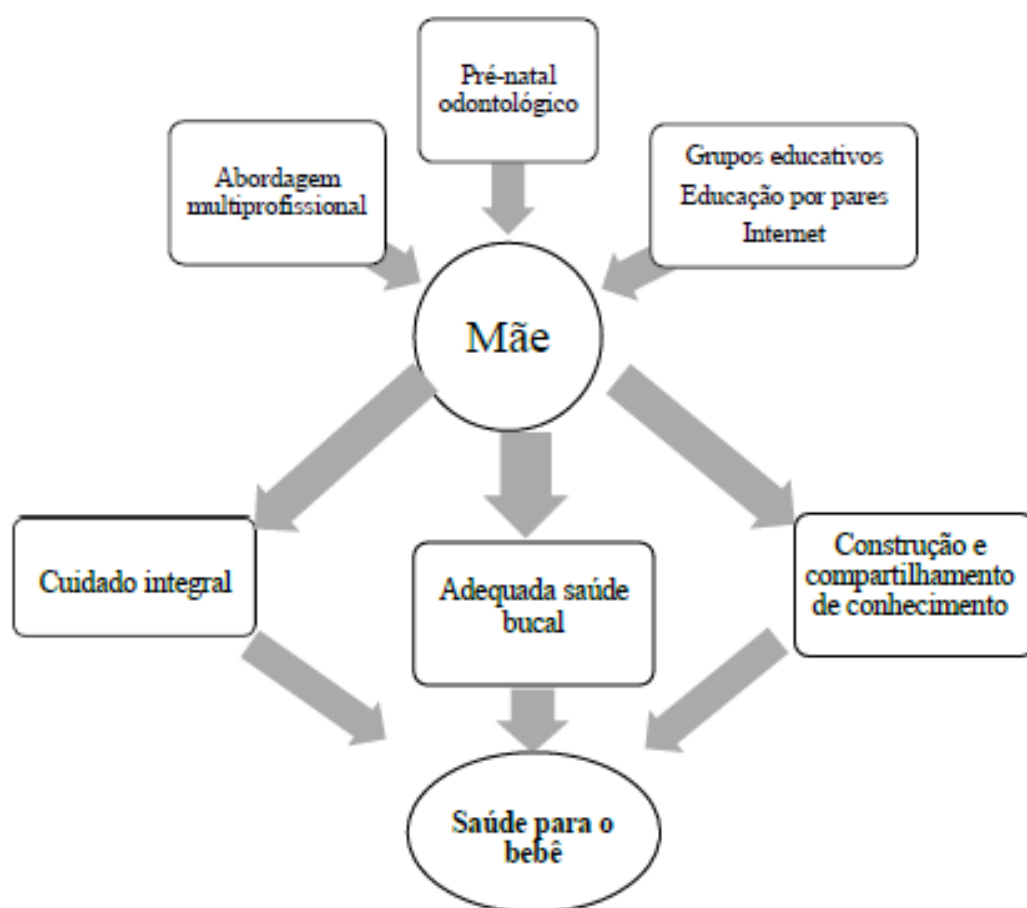 Pré-natal
odontológico
Abordagem
multiprofissional
Grupos educativos
Educação por pares
Internet
Mãe
Cuidado integral
Adequada saúde
bucal
Construção e
compartilhamento
de conhecimento
Saúde para o
bebê